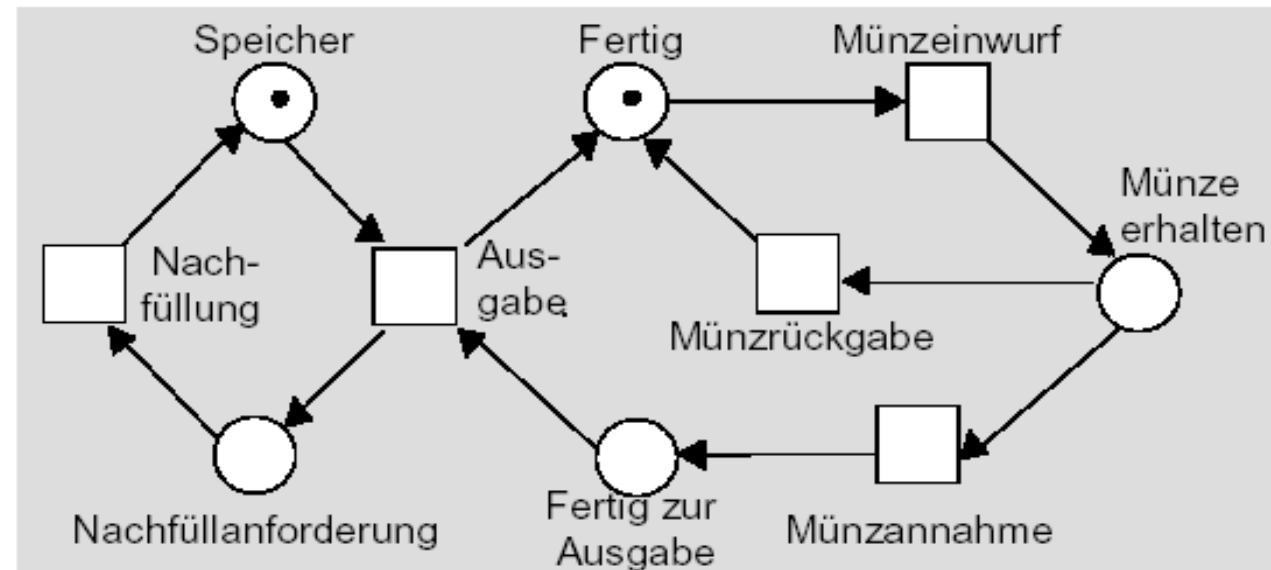 Speicher
Fertig
Münzeinwurf
Münze
erhalten
Nach-
füllung
Aus-
gabe.
Münzrückgabe
Nachfüllanforderung
Fertig zur
Ausgabe
Münzannahme